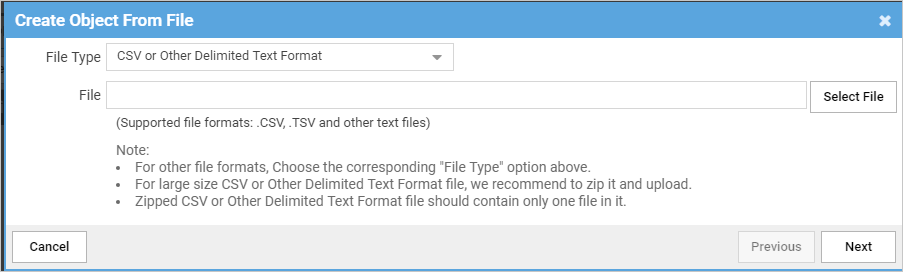 Create Object From File
File Type CSV or Other Delimited Text Format
File Select File
(Supported file formats: .CSV, .TSV and other text files)
Note:
• For other file formats, Choose the corresponding "File Type" option above.
• For large size CSV or Other Delimited Text Format file, we recommend to zip it and upload.
• Zipped CSV or Other Delimited Text Format file should contain only one file in it.
Cancel Previous Next